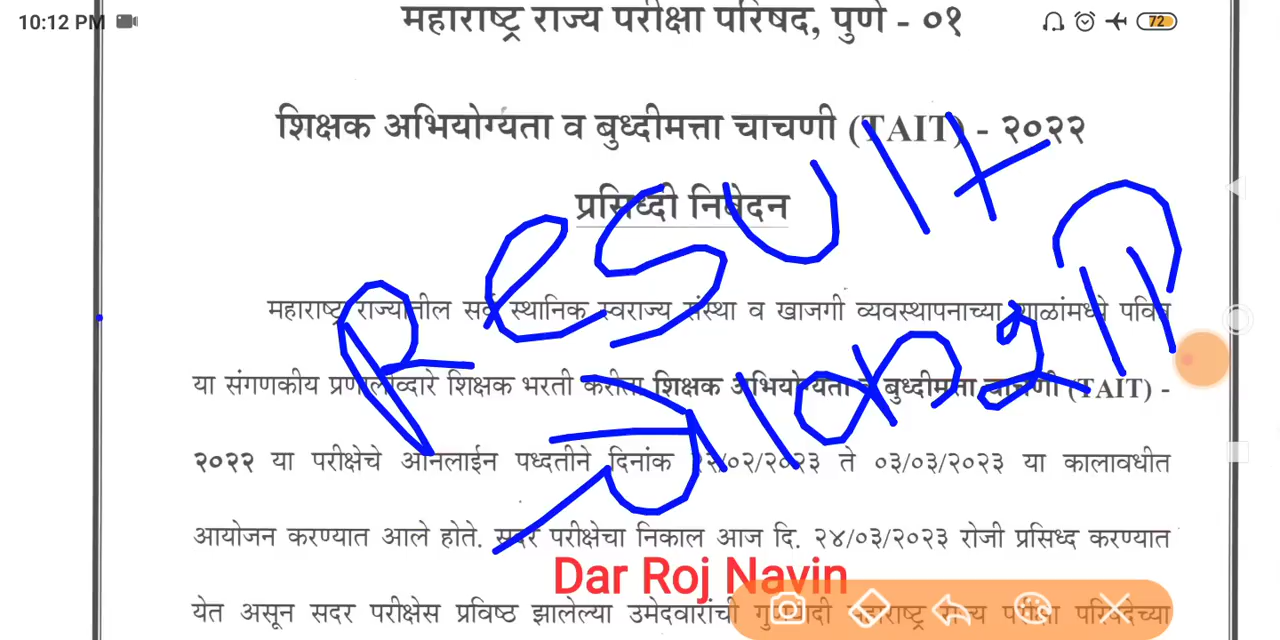 10:12 PM
72
महाराष्ट्र राज्य परीक्षा परिषद, पुणे - ०१
शिक्षक अभियोग्यता व बुध्दीमत्ता चाचणी (TAIT) - २०२२
प्रसिध्दी निवेदन
Result
महाराष्ट्र राज्यातील सर्व स्थानिक स्वराज्य संस्था व खाजगी व्यवस्थापनाच्या शाळांमध्ये पवित्र
या संगणकीय प्रणालीव्दारे शिक्षक भरती करीता शिक्षक अभियोग्यता व बुध्दीमत्ता चाचणी (TAIT) -
२०२२ या परीक्षेचे ऑनलाईन पध्दतीने दिनांक २२/०२/२०२३ ते ०३/०३/२०२३ या कालावधीत
आयोजन करण्यात आले होते. सदर परीक्षेचा निकाल आज दि. २४/०३/२०२३ रोजी प्रसिध्द करण्यात
Dar Roj Navin
येत असून सदर परीक्षेस प्रविष्ठ झालेल्या उमेदवारांची गुणयादी महाराष्ट्र राज्य परीक्षा परिषदेच्या